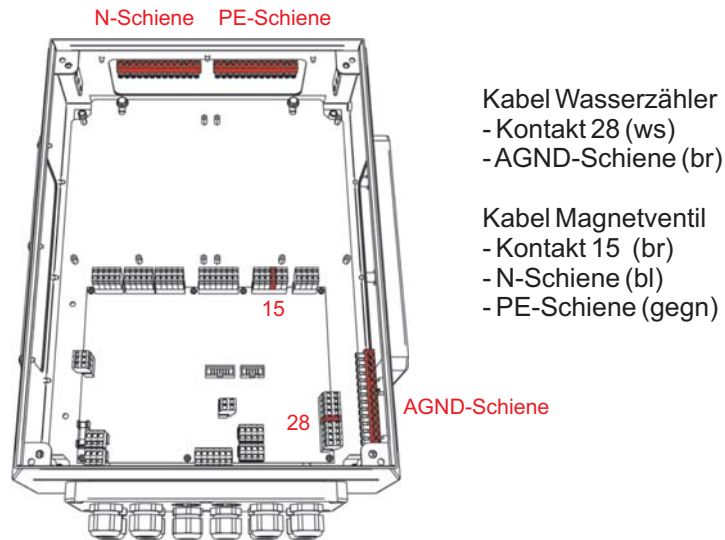 N-Schiene PE-Schiene
Kabel Wasserzähler
- Kontakt 28 (ws)
- AGND-Schiene (br)
Kabel Magnetventil
- Kontakt 15 (br)
- N-Schiene (bl)
- PE-Schiene (gegn)
15
AGND-Schiene
28